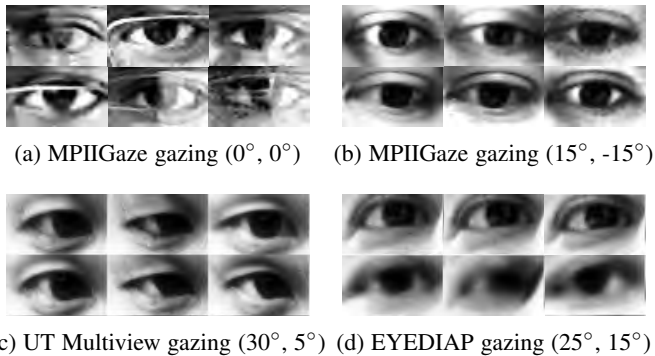 (a) MPIIGaze gazing (0°, 0°)
(b) MPIIGaze gazing (15°, -15°)
c) UT Multiview gazing (30°, 5°)
(d) EYEDIAP gazing (25°, 15°)